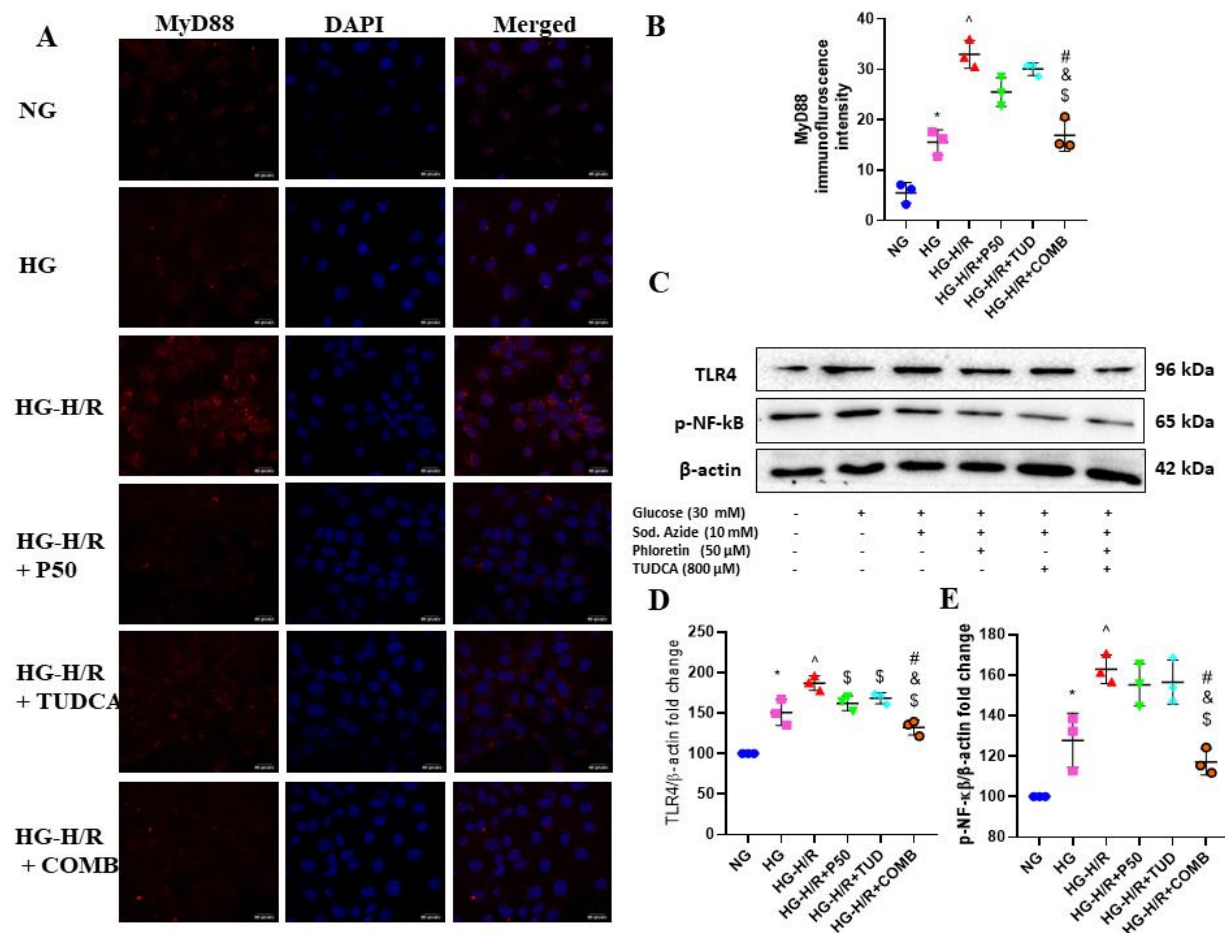 A
MyD88
DAPI
Merged
NG
HG
HG-H/R
HG-H/R
+ P50
HG-H/R
+ TUDCA
HG-H/R
+ COMB
B
MyD88
immunofluroscence
intensity
40
30
20
10
0
*
^
#
&
$
NG
HG
HG-H/R
HG-H/R+P50
HG-H/R+TUD
HG-H/R+COMB
C
TLR4
96 kDa
p-NF-kB
65 kDa
β-actin
42 kDa
Glucose (30 mM) - + + + + +
Sod. Azide (10 mM) - - + + + +
Phloretin (50 μM) - - - + - +
TUDCA (800 μM) - - - - + +
D
TLR4/β-actin fold change
250
200
150
100
50
0
*
^
$
$
#
&
$
NG
HG
HG-H/R
HG-H/R+P50
HG-H/R+TUD
HG-H/R+COMB
E
p-NF-κβ/β-actin fold change
180
160
140
120
100
80
*
^
#
&
$
NG
HG
HG-H/R
HG-H/R+P50
HG-H/R+TUD
HG-H/R+COMB